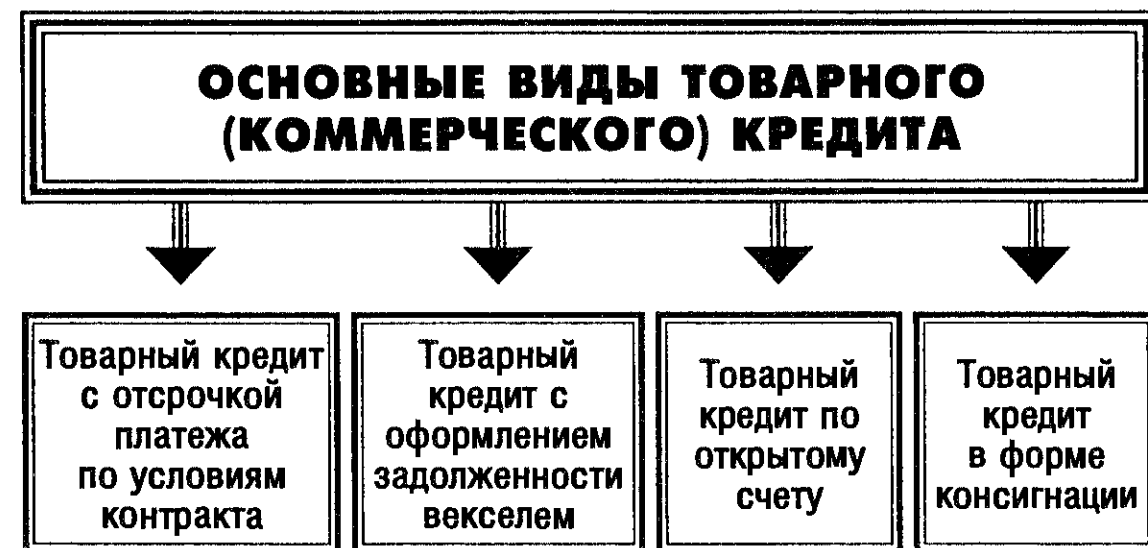 ОСНОВНЫЕ ВИДЫ ТОВАРНОГО
(КОММЕРЧЕСКОГО) КРЕДИТА
Товарный кредит
с отсрочкой
платежа
по условиям
контракта
Товарный
кредит с
оформлением
задолженности
векселем
Товарный
кредит по
открытому
счету
Товарный
кредит
в форме
консигнации